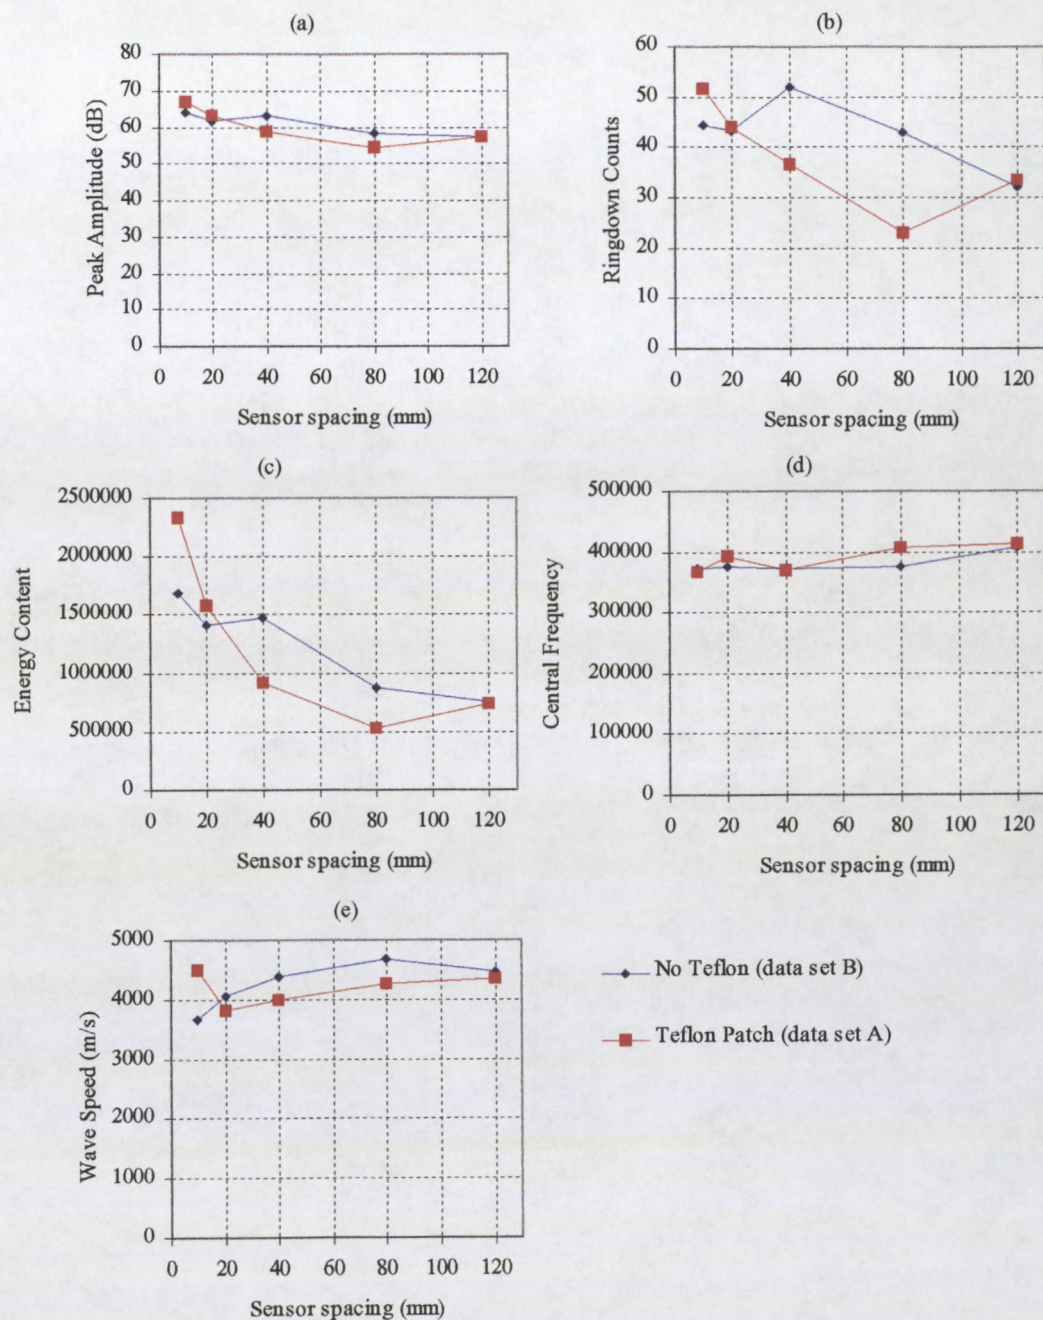 (a)
80
70
60
50
40
30
20
10
0
Peak Amplitude (dB)
0 20 40 60 80 100 120
Sensor spacing (mm)
(b)
60
50
40
30
20
10
0
Ringdown Counts
0 20 40 60 80 100 120
Sensor spacing (mm)
(c)
2500000
2000000
1500000
1000000
500000
0
Energy Content
0 20 40 60 80 100 120
Sensor spacing (mm)
(d)
500000
400000
300000
200000
100000
0
Central Frequency
0 20 40 60 80 100 120
Sensor spacing (mm)
(e)
5000
4000
3000
2000
1000
0
Wave Speed (m/s)
0 20 40 60 80 100 120
Sensor spacing (mm)
No Teflon (data set B)
Teflon Patch (data set A)